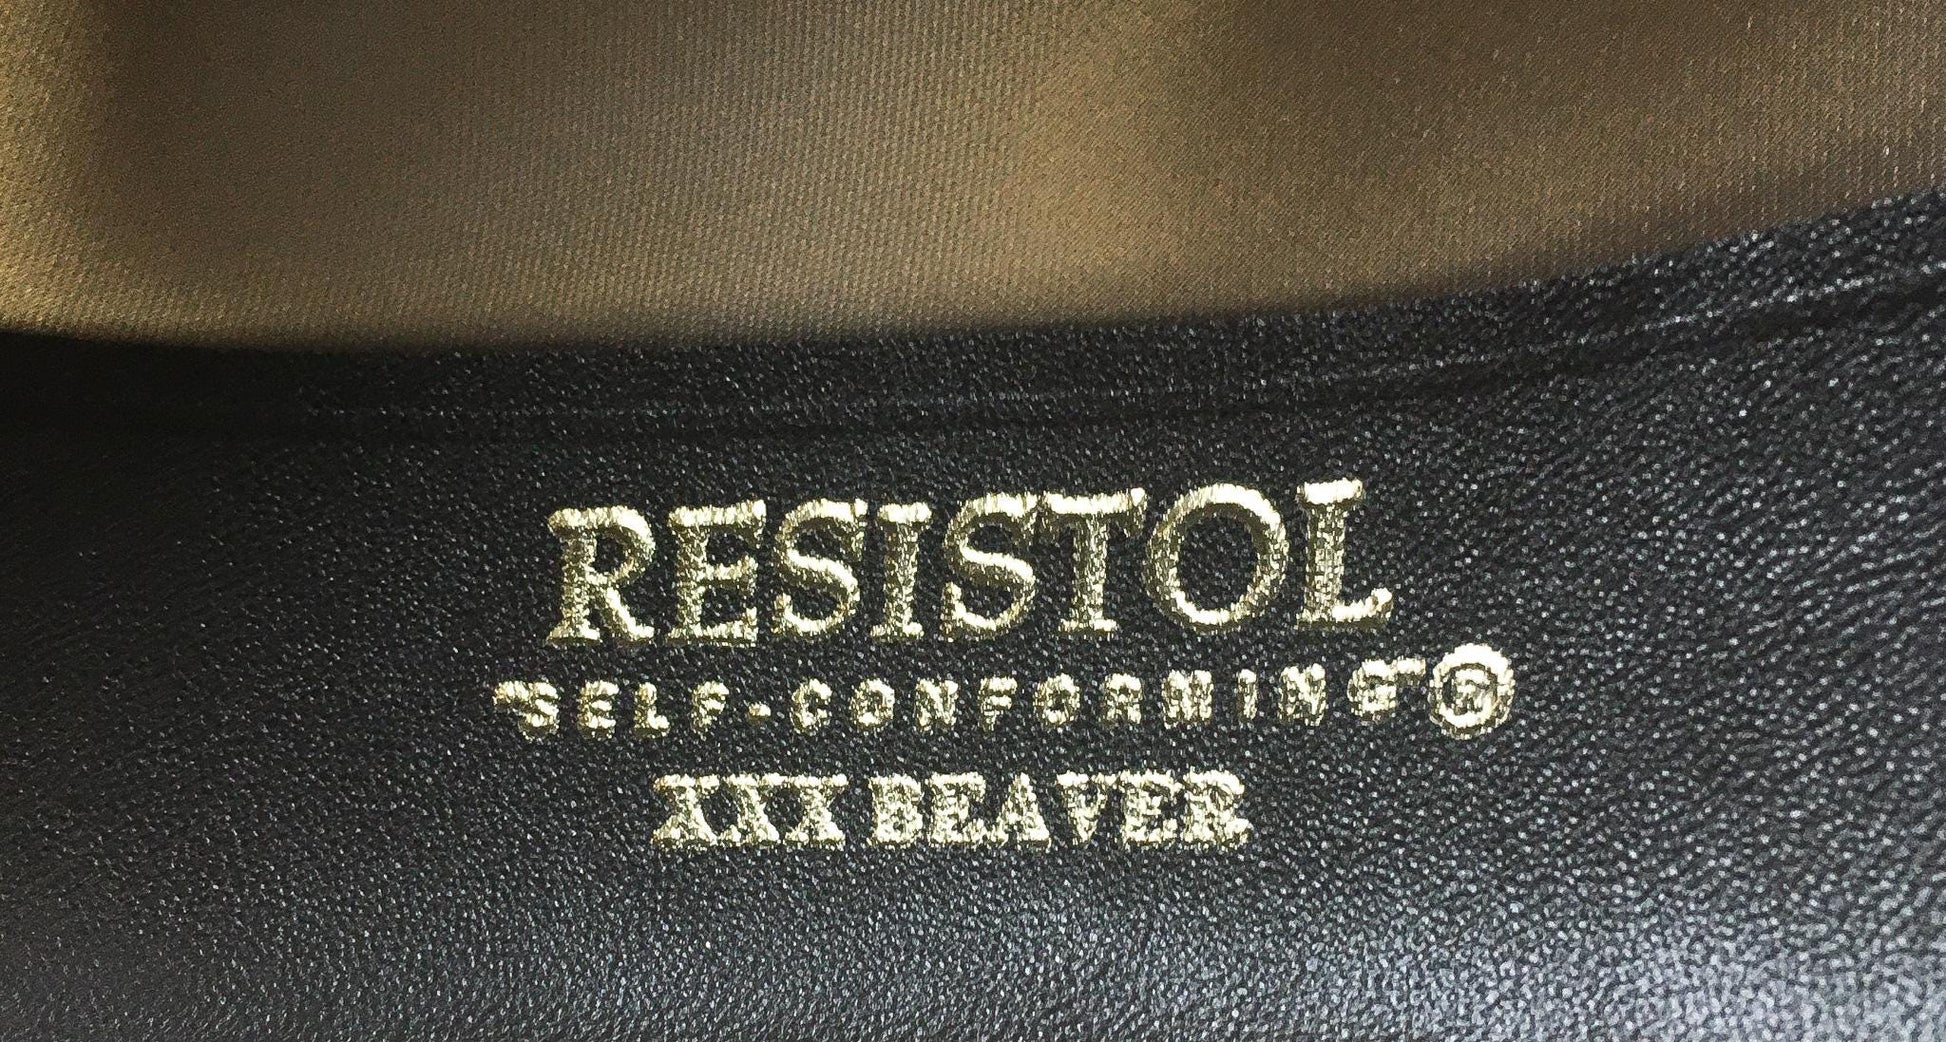 RESISTOL
"SELF-CONFORMING"®
XXX BEAVER